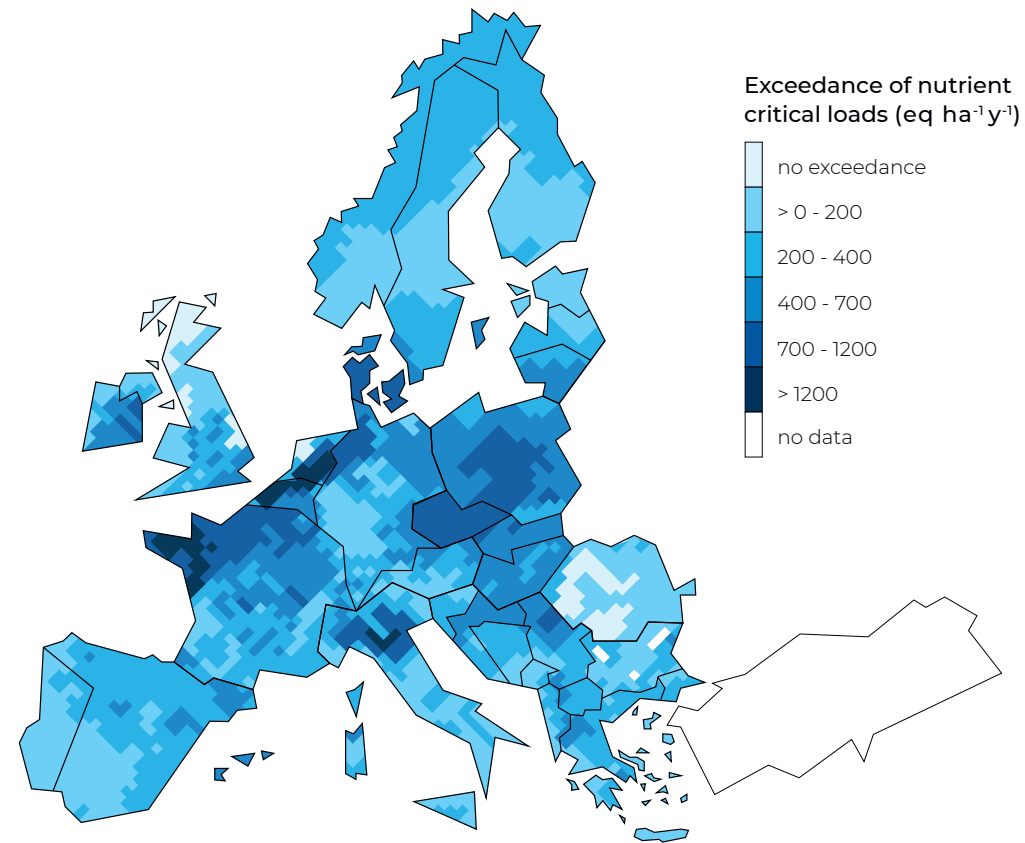 Exceedance of nutrient
critical loads (eq ha⁻¹ y⁻¹)
no exceedance
> 0 - 200
200 - 400
400 - 700
700 - 1200
> 1200
no data